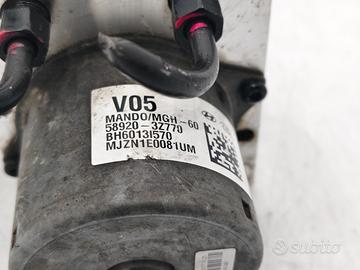 V05
MANDO/MGH-60
58920-3Z770
BH6013I570
MJZN1E0081UM
subito